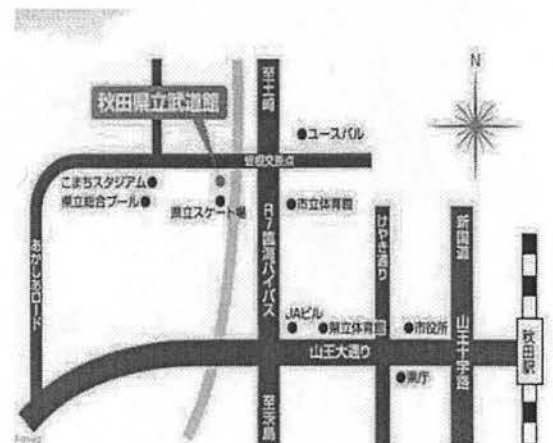 N
至土崎
秋田県立武道館
ユースパル
こまちスタジアム
県立総合プール
県立スケート場
R7臨海バイパス
市立体育館
けやき通り
新国道
あかしあロード
JAビル
県立体育館
市役所
山王大通り
山王十字路
秋田駅
県庁
至茨島